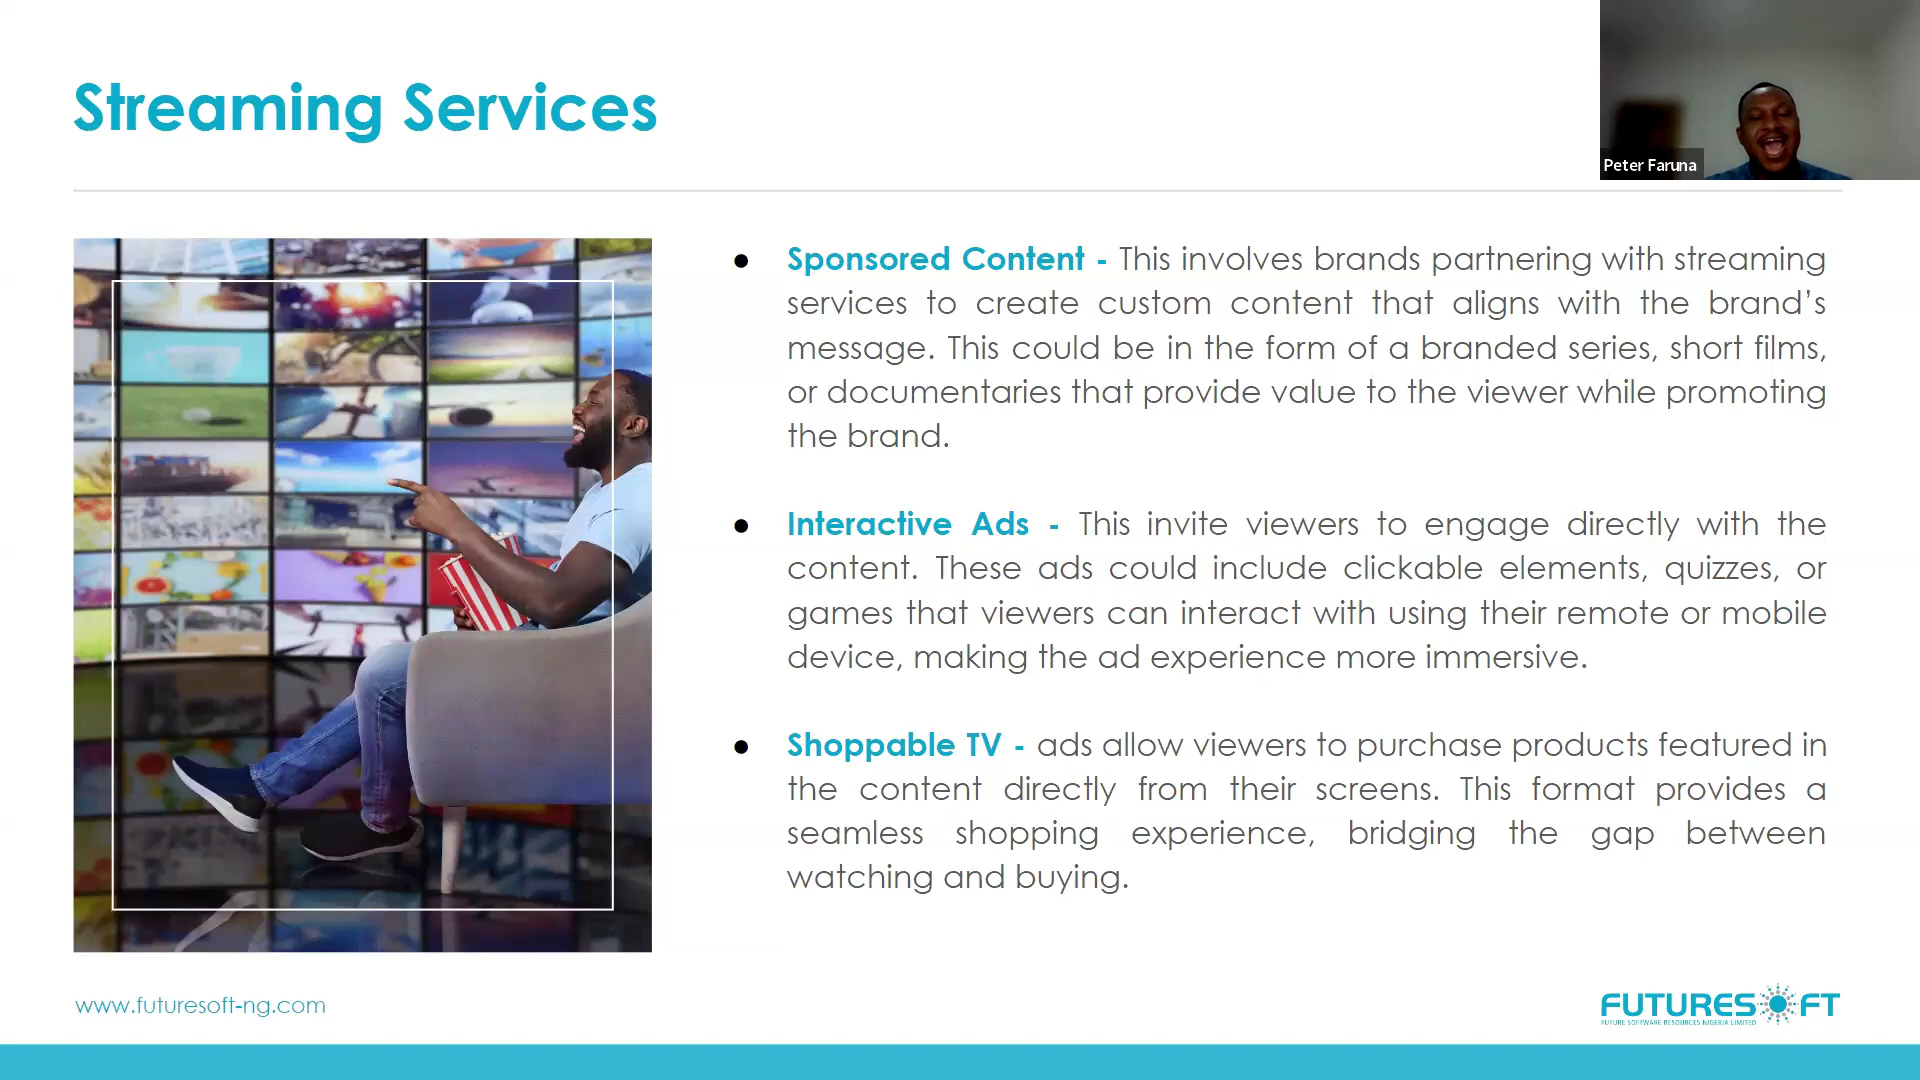 Streaming Services
Peter Faruna
● Sponsored Content - This involves brands partnering with streaming
services to create custom content that aligns with the brand’s
message. This could be in the form of a branded series, short films,
or documentaries that provide value to the viewer while promoting
the brand.
● Interactive Ads - This invite viewers to engage directly with the
content. These ads could include clickable elements, quizzes, or
games that viewers can interact with using their remote or mobile
device, making the ad experience more immersive.
● Shoppable TV - ads allow viewers to purchase products featured in
the content directly from their screens. This format provides a
seamless shopping experience, bridging the gap between
watching and buying.
www.futuresoft-ng.com
FUTURESOFT
FUTURE SOFTWARE RESOURCES NIGERIA LIMITED